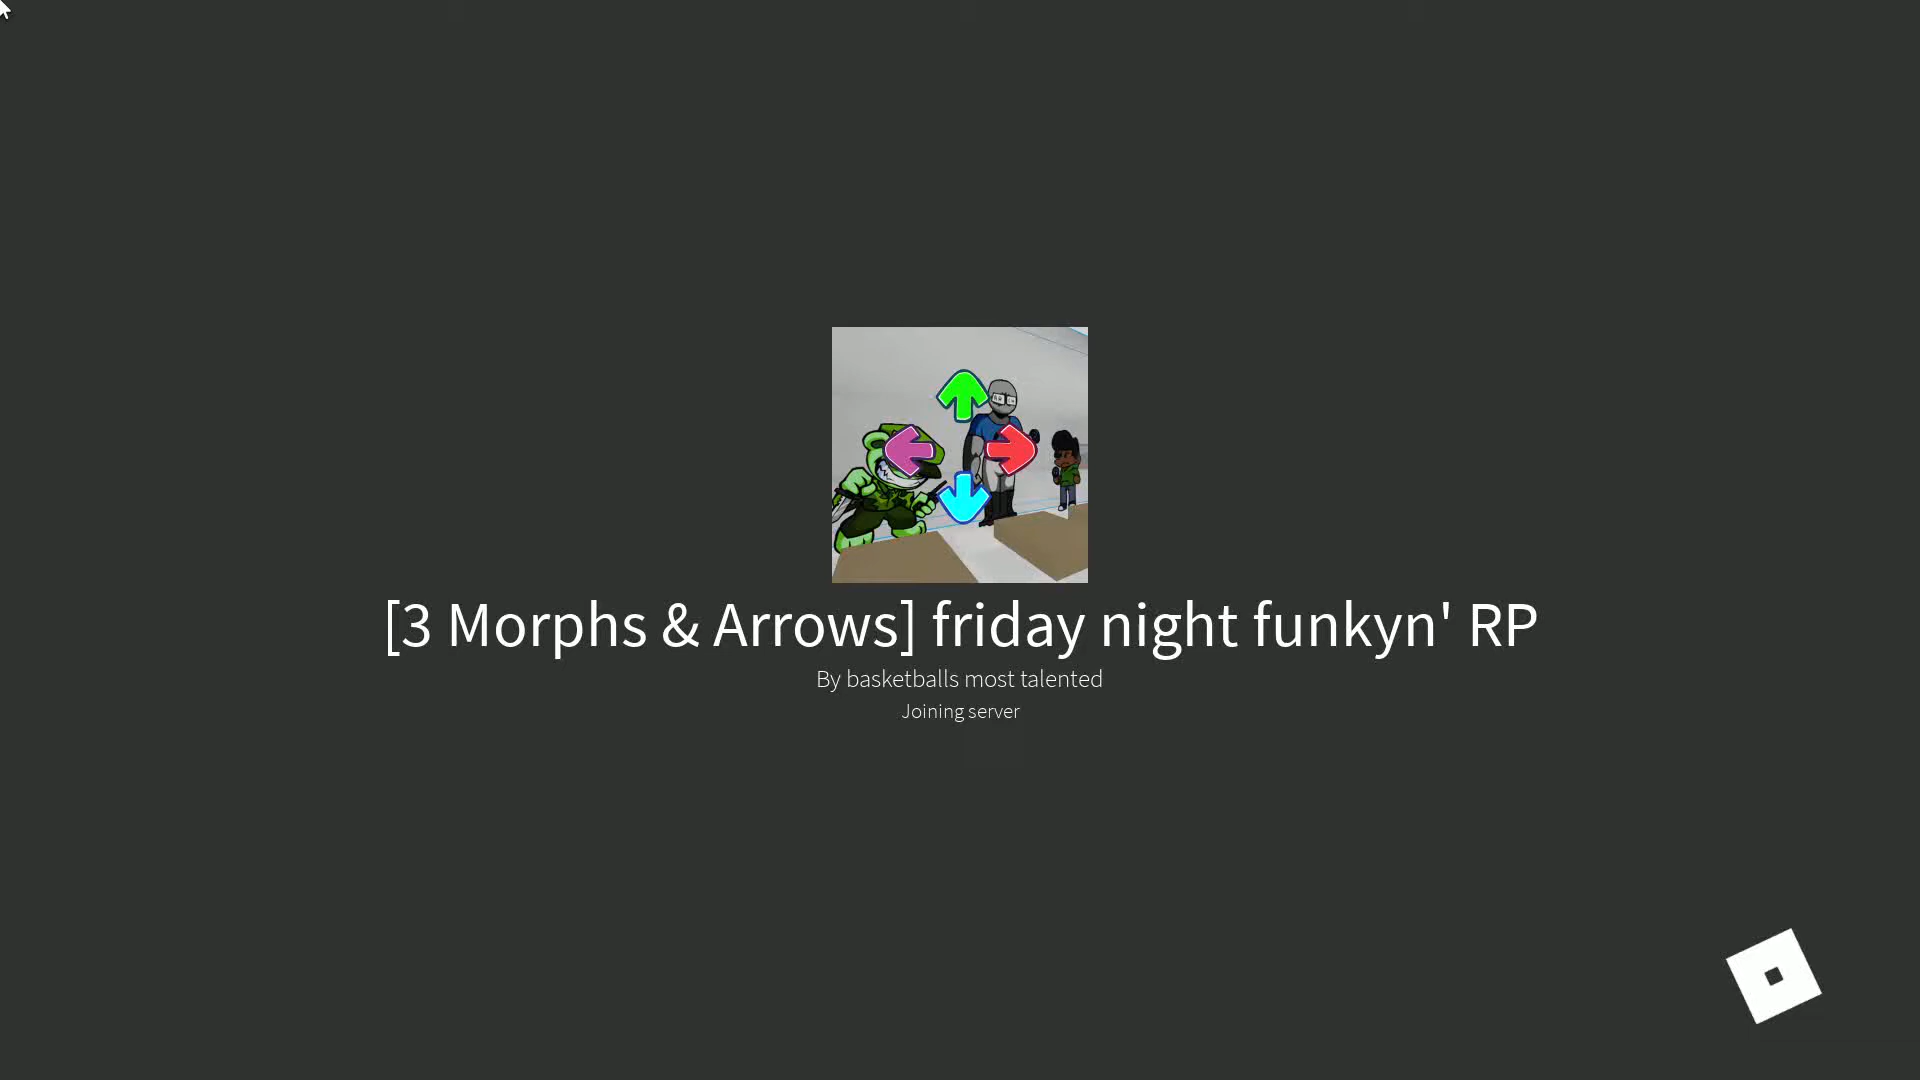 [3 Morphs & Arrows] friday night funkyn' RP
By basketballs most talented
Joining server